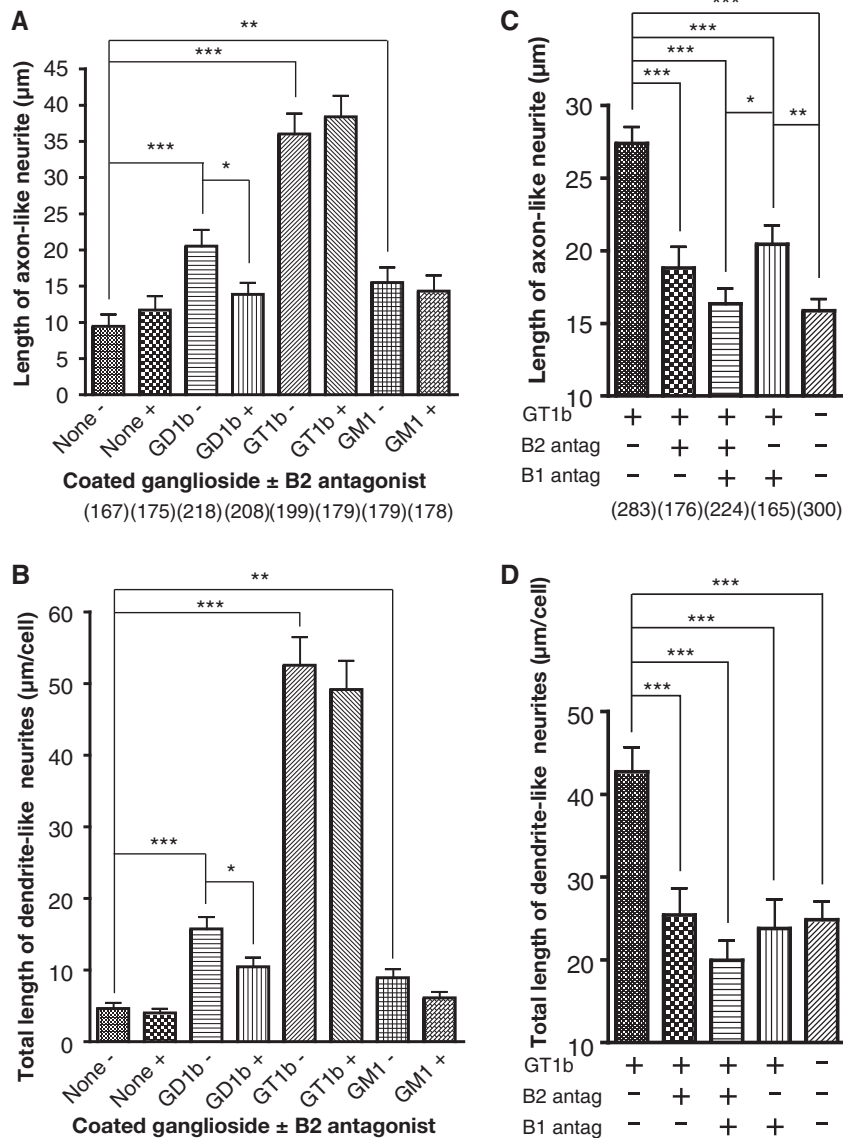 A
**
***
***
*
Length of axon-like neurite (µm)
45
40
35
30
25
20
15
10
5
0
None -
None +
GD1b -
GD1b +
GT1b -
GT1b +
GM1 -
GM1 +
Coated ganglioside ± B2 antagonist
(167)(175)(218)(208)(199)(179)(179)(178)
B
**
***
***
*
Total length of dendrite-like neurites (µm/cell)
60
50
40
30
20
10
0
None -
None +
GD1b -
GD1b +
GT1b -
GT1b +
GM1 -
GM1 +
Coated ganglioside ± B2 antagonist
C
***
***
***
***
*
**
Length of axon-like neurite (µm)
30
25
20
15
10
GT1b + + + + −
B2 antag − + + − −
B1 antag − − + + −
(283)(176)(224)(165)(300)
D
***
***
***
***
Total length of dendrite-like neurites (µm/cell)
50
40
30
20
10
GT1b + + + + −
B2 antag − + + − −
B1 antag − − + + −